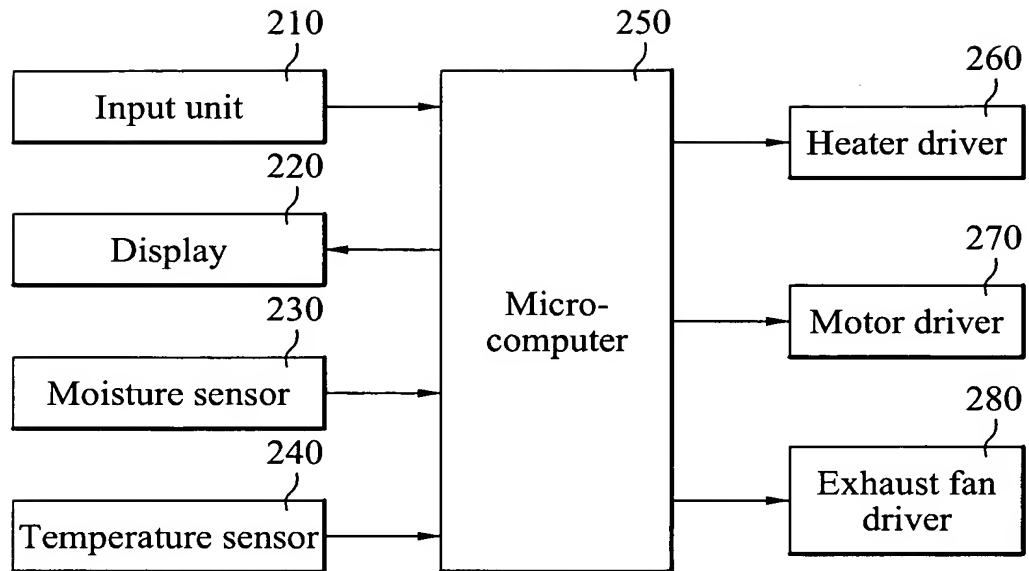 210
Input unit
220
Display
230
Moisture sensor
240
Temperature sensor
250
Micro-
computer
260
Heater driver
270
Motor driver
280
Exhaust fan
driver